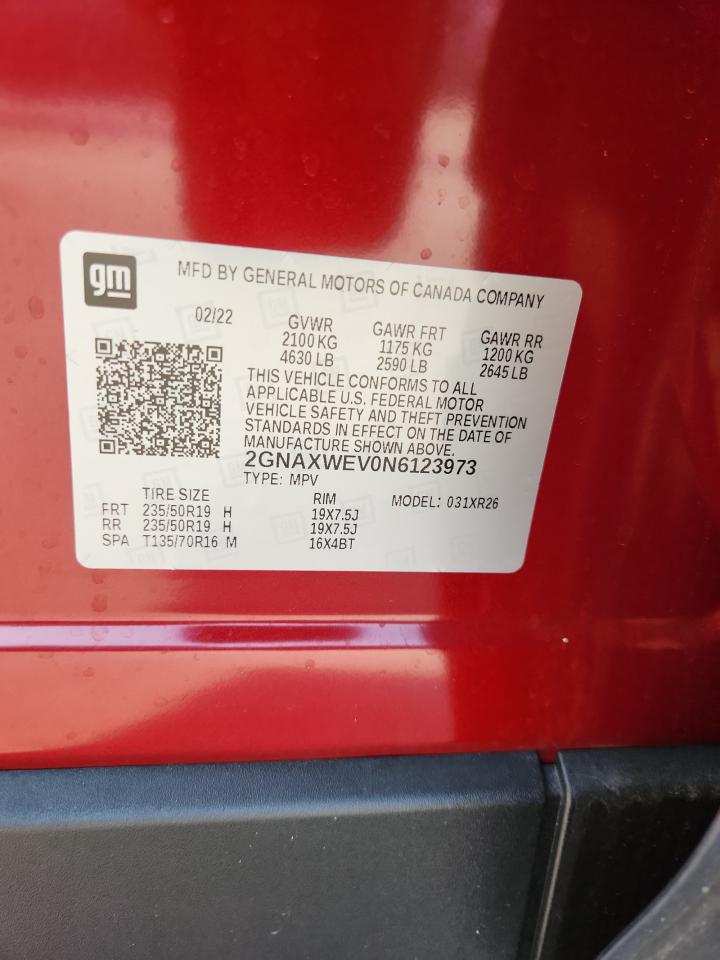 gm
MFD BY GENERAL MOTORS OF CANADA COMPANY
02/22 GVWR GAWR FRT GAWR RR
2100 KG 1175 KG 1200 KG
4630 LB 2590 LB 2645 LB
THIS VEHICLE CONFORMS TO ALL
APPLICABLE U.S. FEDERAL MOTOR
VEHICLE SAFETY AND THEFT PREVENTION
STANDARDS IN EFFECT ON THE DATE OF
MANUFACTURE SHOWN ABOVE.
2GNAXWEV0N6123973
TYPE: MPV
TIRE SIZE RIM MODEL: 031XR26
FRT 235/50R19 H 19X7.5J
RR 235/50R19 H 19X7.5J
SPA T135/70R16 M 16X4BT